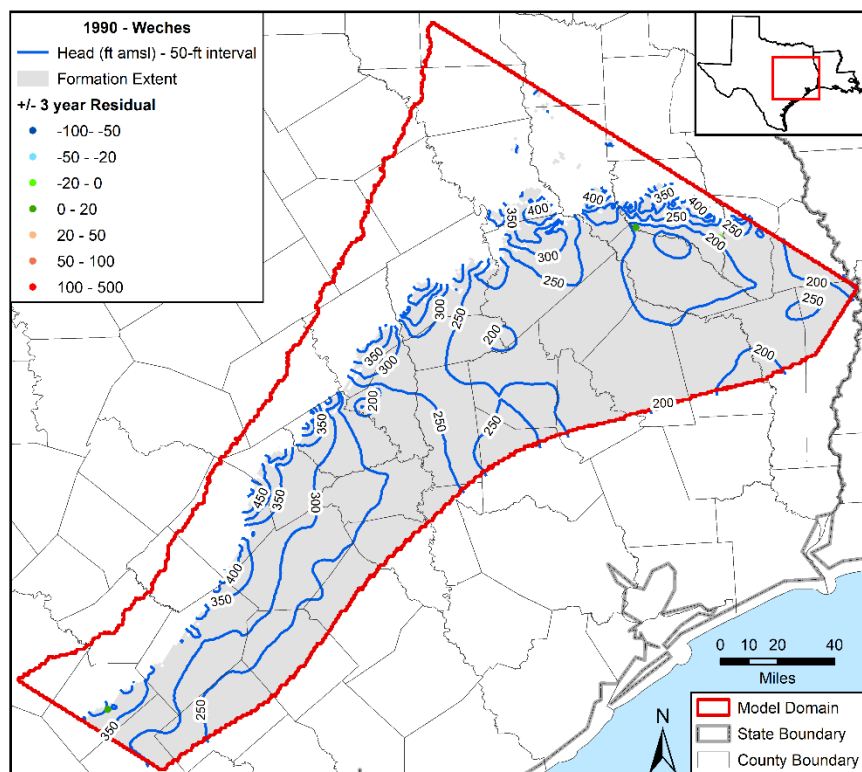 1990 - Weches
Head (ft amsl) - 50-ft interval
Formation Extent
+/- 3 year Residual
-100- -50
-50 - -20
-20 - 0
0 - 20
20 - 50
50 - 100
100 - 500
400
350
400
350
400
250
250
200
300
250
200
250
300
250
200
350
300
200
200
200
250
250
350
300
450
350
400
350
250
350
0 10 20 40
Miles
N
Model Domain
State Boundary
County Boundary